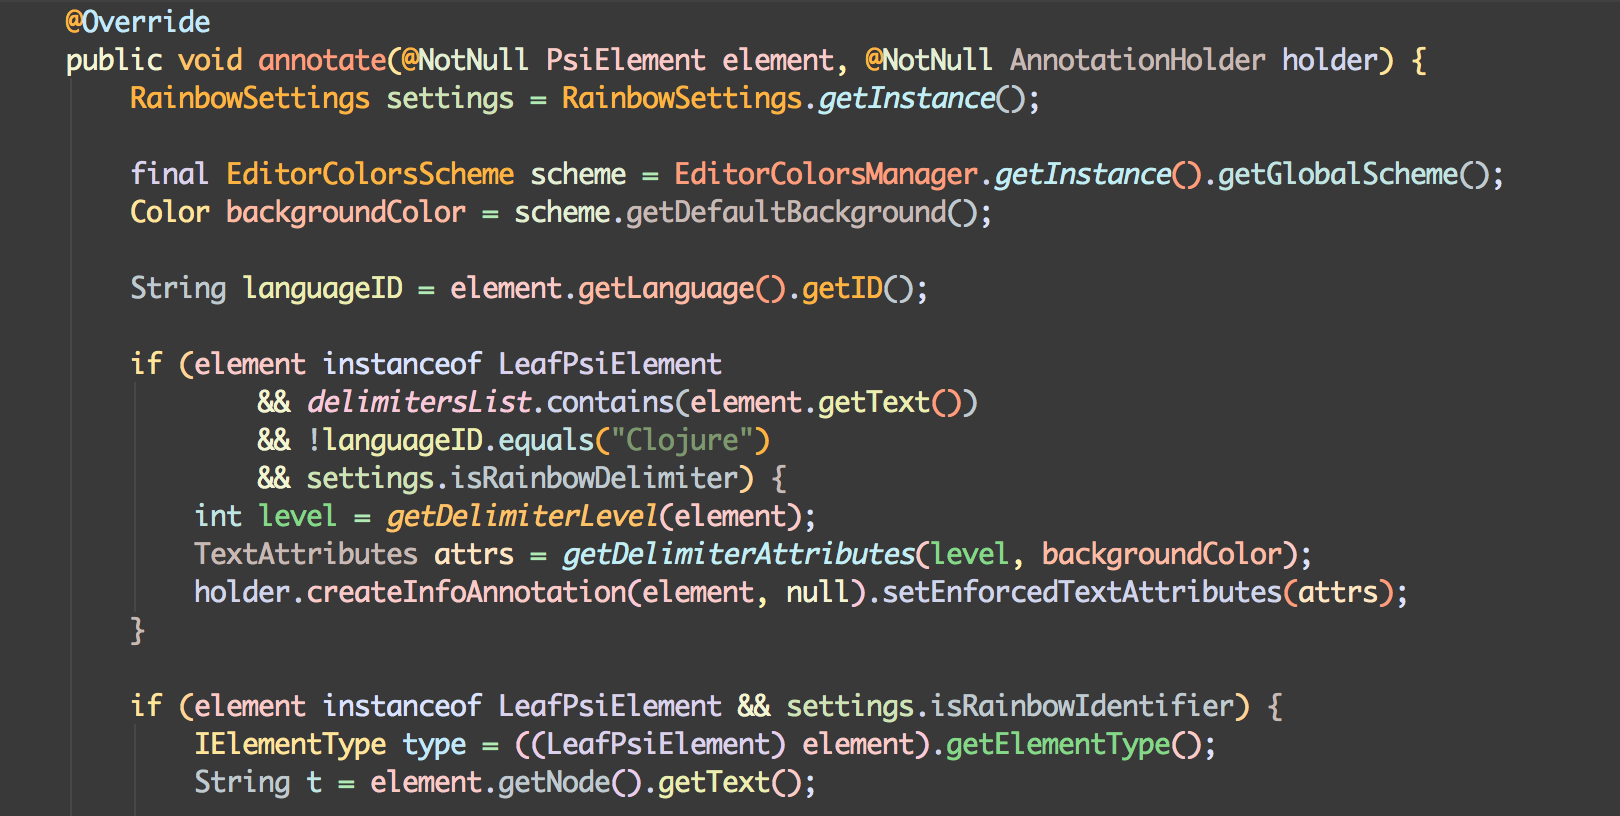 @Override
public void annotate(@NotNull PsiElement element, @NotNull AnnotationHolder holder) {
RainbowSettings settings = RainbowSettings.getInstance();
final EditorColorsScheme scheme = EditorColorsManager.getInstance().getGlobalScheme();
Color backgroundColor = scheme.getDefaultBackground();
String languageID = element.getLanguage().getID();
if (element instanceof LeafPsiElement
&& delimitersList.contains(element.getText())
&& !languageID.equals("Clojure")
&& settings.isRainbowDelimiter) {
int level = getDelimiterLevel(element);
TextAttributes attrs = getDelimiterAttributes(level, backgroundColor);
holder.createInfoAnnotation(element, null).setEnforcedTextAttributes(attrs);
}
if (element instanceof LeafPsiElement && settings.isRainbowIdentifier) {
IElementType type = ((LeafPsiElement) element).getElementType();
String t = element.getNode().getText();